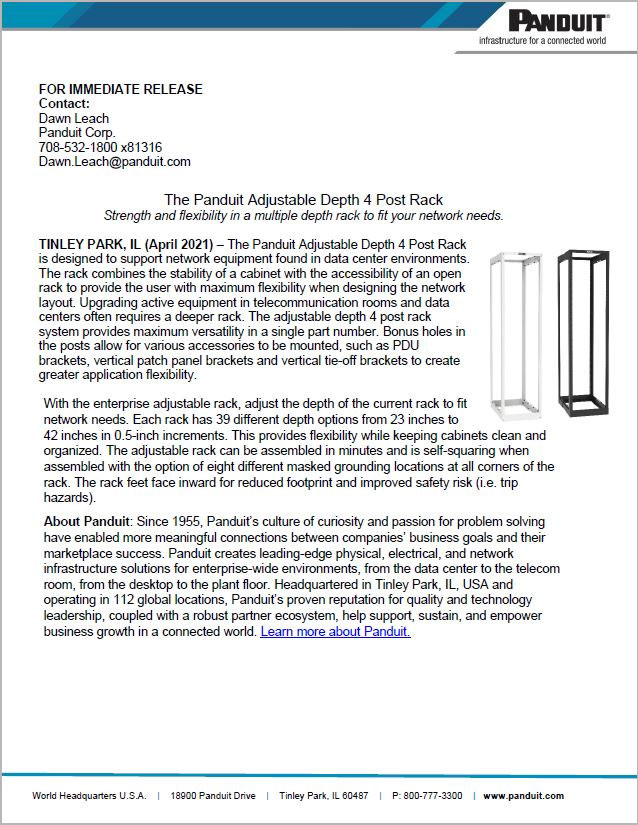 PANDUIT®
infrastructure for a connected world
FOR IMMEDIATE RELEASE
Contact:
Dawn Leach
Panduit Corp.
708-532-1800 x81316
Dawn.Leach@panduit.com
The Panduit Adjustable Depth 4 Post Rack
Strength and flexibility in a multiple depth rack to fit your network needs.
TINLEY PARK, IL (April 2021) – The Panduit Adjustable Depth 4 Post Rack
is designed to support network equipment found in data center environments.
The rack combines the stability of a cabinet with the accessibility of an open
rack to provide the user with maximum flexibility when designing the network
layout. Upgrading active equipment in telecommunication rooms and data
centers often requires a deeper rack. The adjustable depth 4 post rack
system provides maximum versatility in a single part number. Bonus holes in
the posts allow for various accessories to be mounted, such as PDU
brackets, vertical patch panel brackets and vertical tie-off brackets to create
greater application flexibility.
With the enterprise adjustable rack, adjust the depth of the current rack to fit
network needs. Each rack has 39 different depth options from 23 inches to
42 inches in 0.5-inch increments. This provides flexibility while keeping cabinets clean and
organized. The adjustable rack can be assembled in minutes and is self-squaring when
assembled with the option of eight different masked grounding locations at all corners of the
rack. The rack feet face inward for reduced footprint and improved safety risk (i.e. trip
hazards).
About Panduit: Since 1955, Panduit’s culture of curiosity and passion for problem solving
have enabled more meaningful connections between companies’ business goals and their
marketplace success. Panduit creates leading-edge physical, electrical, and network
infrastructure solutions for enterprise-wide environments, from the data center to the telecom
room, from the desktop to the plant floor. Headquartered in Tinley Park, IL, USA and
operating in 112 global locations, Panduit’s proven reputation for quality and technology
leadership, coupled with a robust partner ecosystem, help support, sustain, and empower
business growth in a connected world. Learn more about Panduit.
World Headquarters U.S.A. | 18900 Panduit Drive | Tinley Park, IL 60487 | P: 800-777-3300 | www.panduit.com